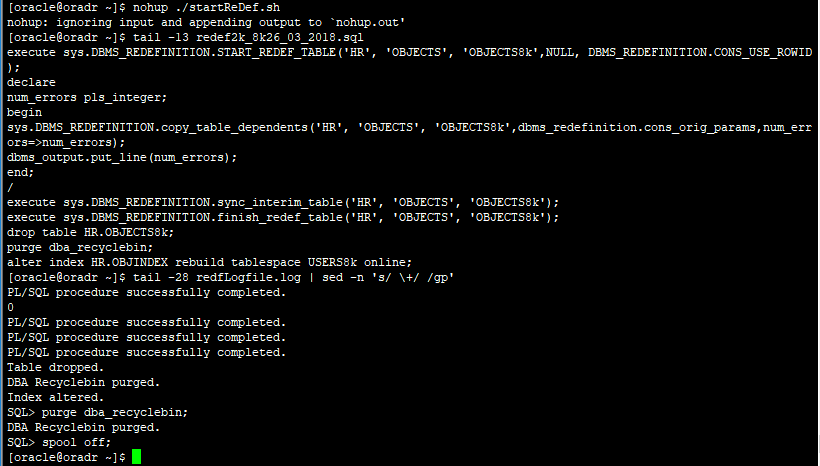 [oracle@oradr ~]$ nohup ./startReDef.sh
nohup: ignoring input and appending output to `nohup.out'
[oracle@oradr ~]$ tail -13 redef2k_8k26_03_2018.sql
execute sys.DBMS_REDEFINITION.START_REDEF_TABLE('HR', 'OBJECTS', 'OBJECTS8k',NULL, DBMS_REDEFINITION.CONS_USE_ROWID
);
declare
num_errors pls_integer;
begin
sys.DBMS_REDEFINITION.copy_table_dependents('HR', 'OBJECTS', 'OBJECTS8k',dbms_redefinition.cons_orig_params,num_err
ors=>num_errors);
dbms_output.put_line(num_errors);
end;
/
execute sys.DBMS_REDEFINITION.sync_interim_table('HR', 'OBJECTS', 'OBJECTS8k');
execute sys.DBMS_REDEFINITION.finish_redef_table('HR', 'OBJECTS', 'OBJECTS8k');
drop table HR.OBJECTS8k;
purge dba_recyclebin;
alter index HR.OBJINDEX rebuild tablespace USERS8k online;
[oracle@oradr ~]$ tail -28 redfLogfile.log | sed -n 's/ \+/ /gp'
PL/SQL procedure successfully completed.
0
PL/SQL procedure successfully completed.
PL/SQL procedure successfully completed.
PL/SQL procedure successfully completed.
Table dropped.
DBA Recyclebin purged.
Index altered.
SQL> purge dba_recyclebin;
DBA Recyclebin purged.
SQL> spool off;
[oracle@oradr ~]$